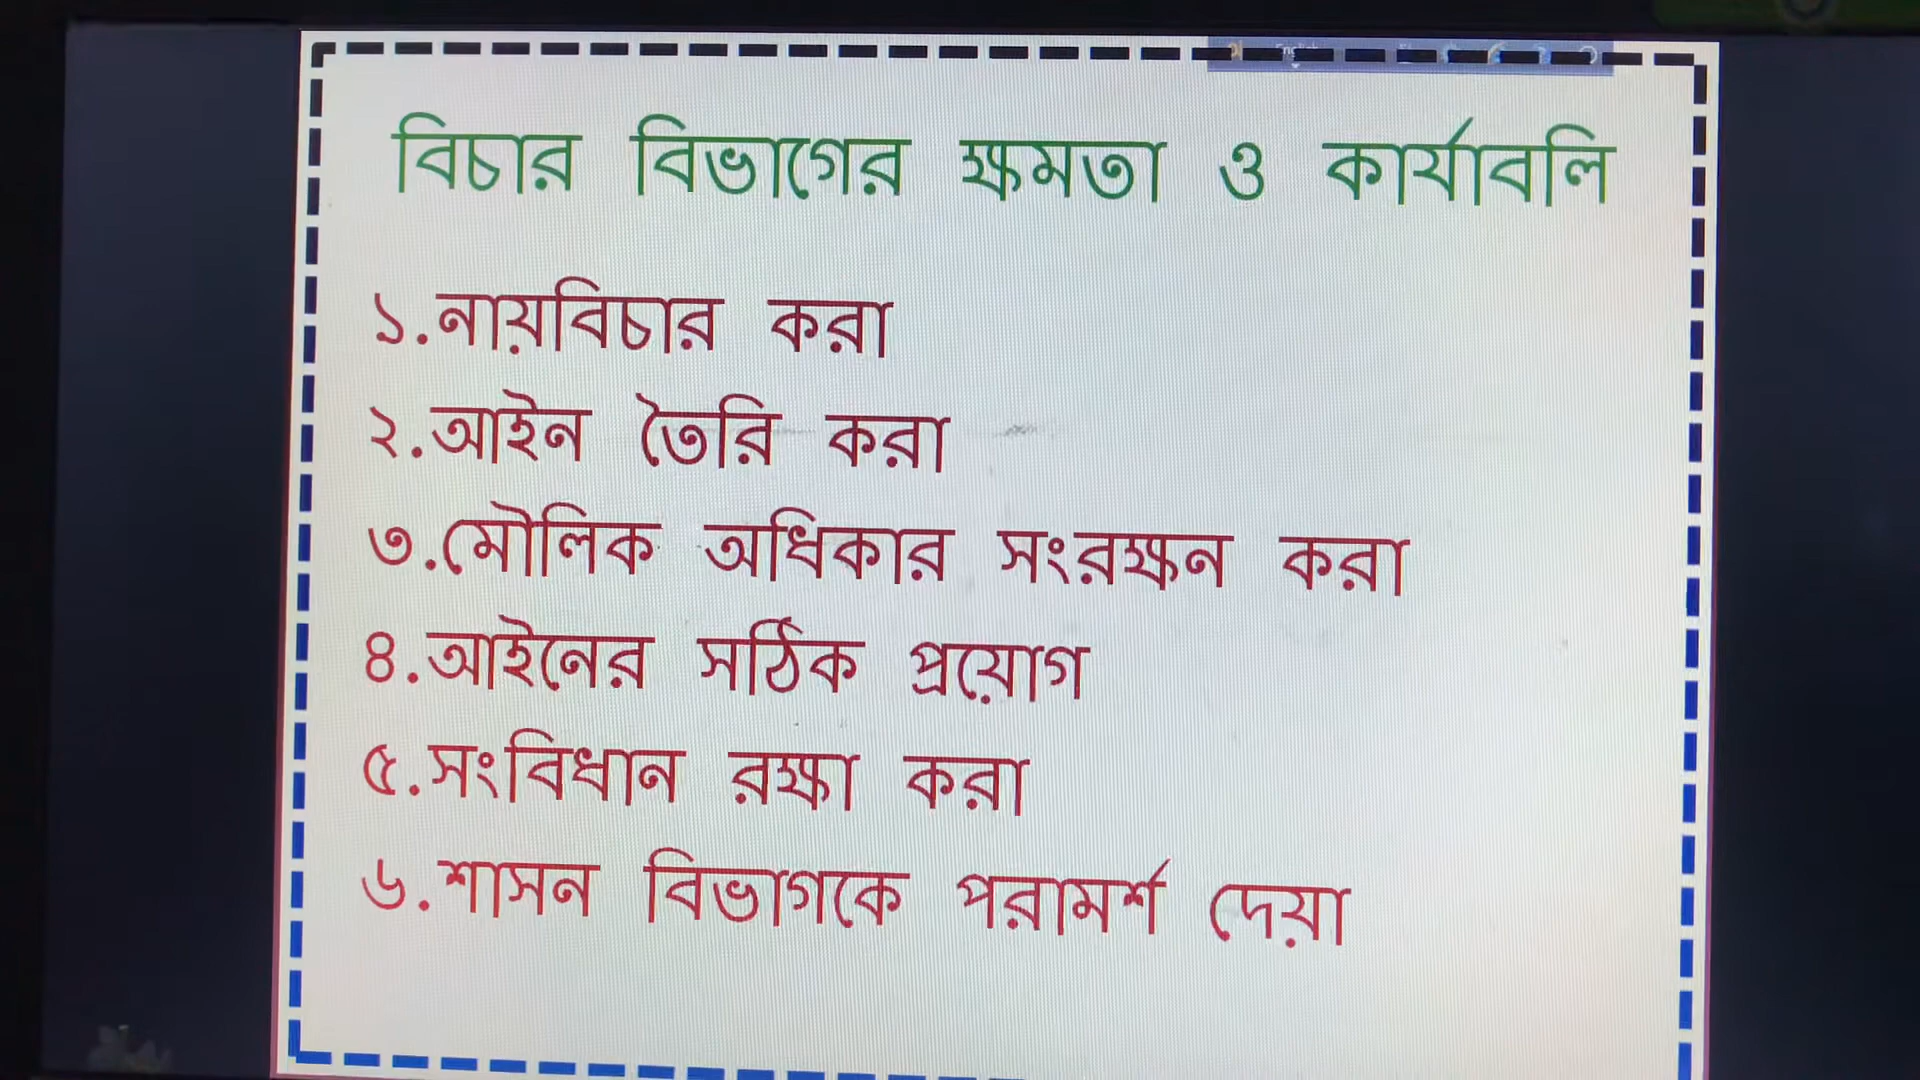 বিচার বিভাগের ক্ষমতা ও কার্যাবলি
১.নায়বিচার করা
২.আইন তৈরি করা
৩.মৌলিক অধিকার সংরক্ষন করা
৪.আইনের সঠিক প্রয়োগ
৫.সংবিধান রক্ষা করা
৬.শাসন বিভাগকে পরামর্শ দেয়া